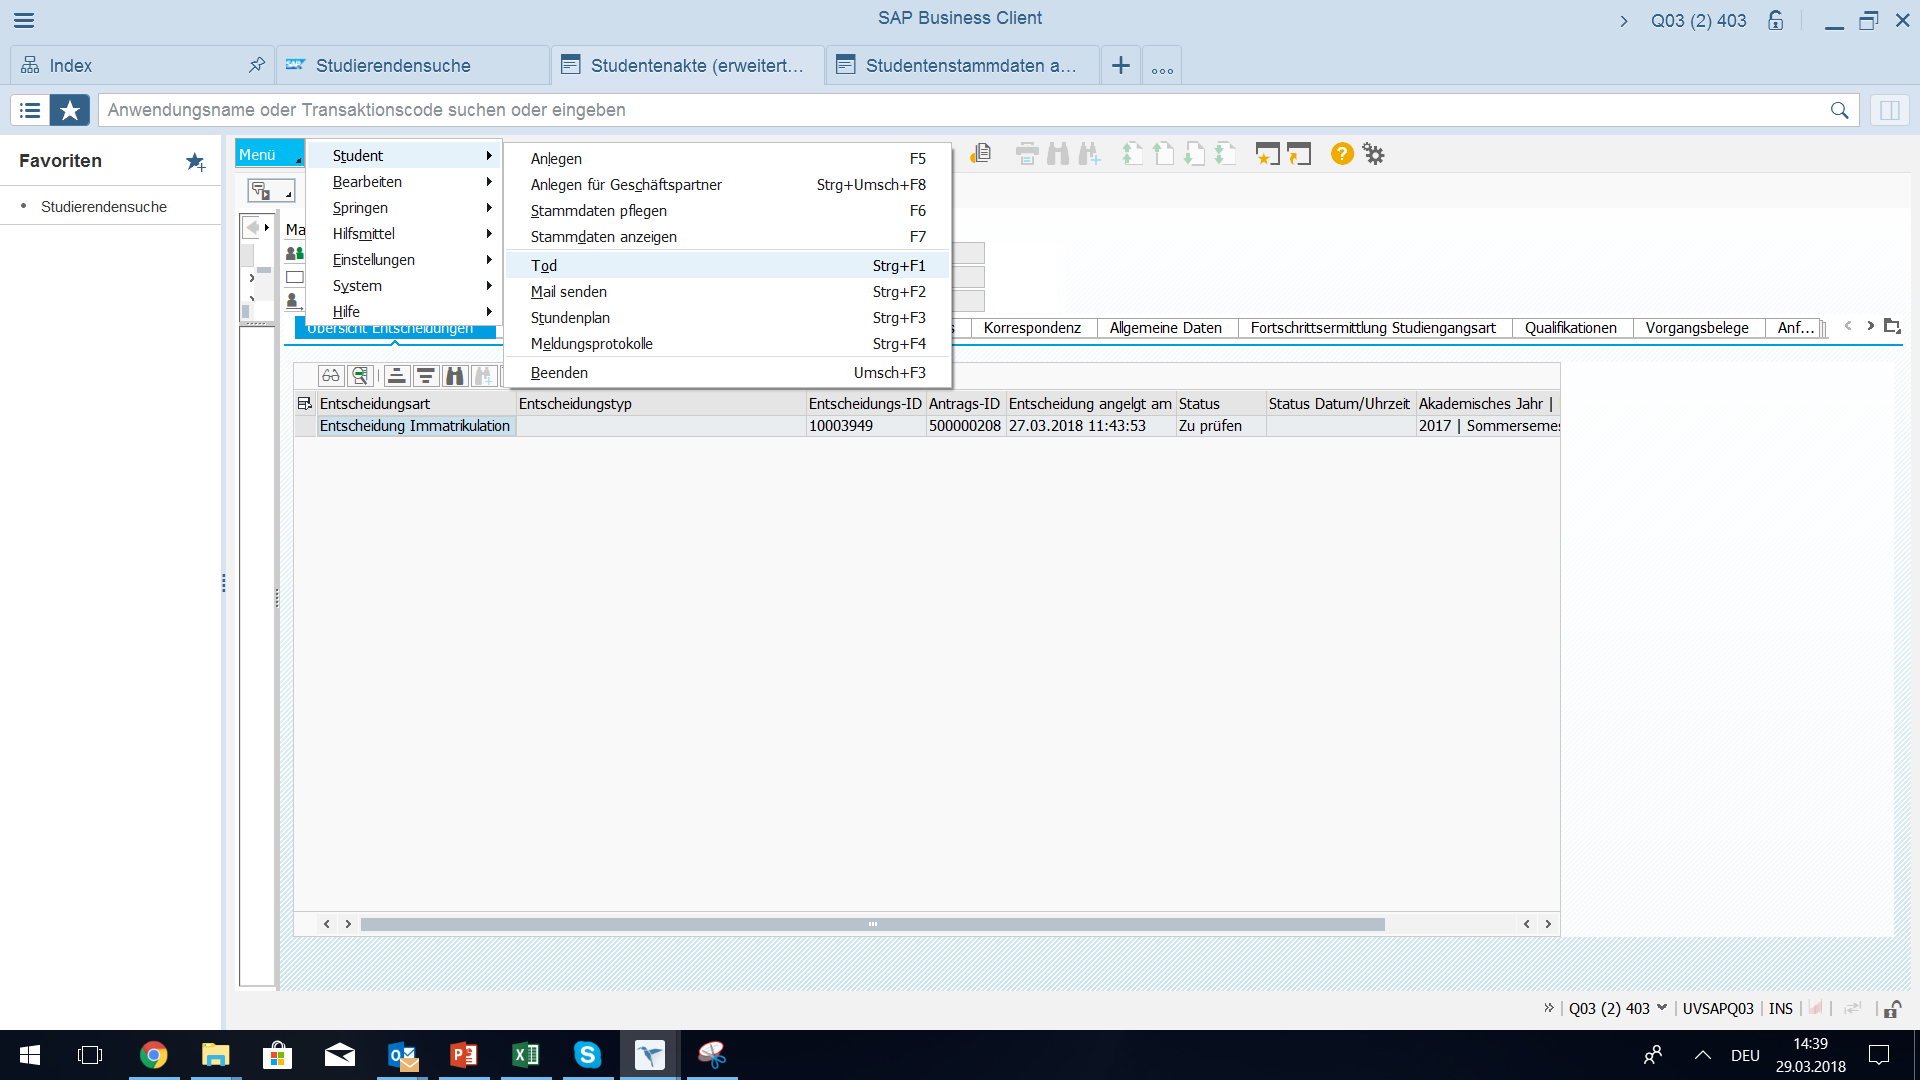 SAP Business Client
Q03 (2) 403
Index
Studierendensuche
Studentenakte (erweitert...
Studentenstammdaten a...
Anwendungsname oder Transaktionscode suchen oder eingeben
Favoriten
Studierendensuche
Menü
Student
Bearbeiten
Springen
Hilfsmittel
Einstellungen
System
Hilfe
Anlegen F5
Anlegen für Geschäftspartner Strg+Umsch+F8
Stammdaten pflegen F6
Stammdaten anzeigen F7
Tod Strg+F1
Mail senden Strg+F2
Stundenplan Strg+F3
Meldungsprotokolle Strg+F4
Beenden Umsch+F3
Ma
Übersicht Entscheidungen
s
Korrespondenz
Allgemeine Daten
Fortschrittsermittlung Studiengangsart
Qualifikationen
Vorgangsbelege
Anf...
Entscheidungsart Entscheidungstyp Entscheidungs-ID Antrags-ID Entscheidung angelgt am Status Status Datum/Uhrzeit Akademisches Jahr |
Entscheidung Immatrikulation 10003949 500000208 27.03.2018 11:43:53 Zu prüfen 2017 | Sommersemes
Q03 (2) 403 UVSAPQ03 INS
DEU
14:39
29.03.2018